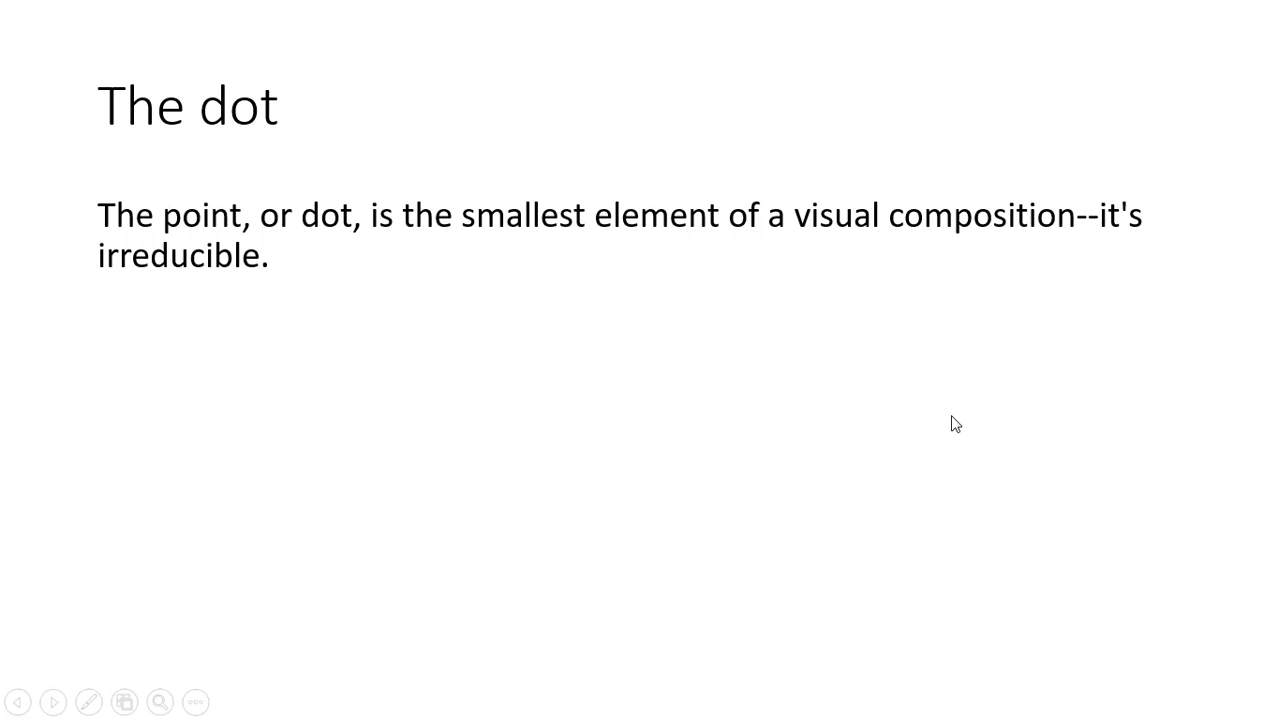 The dot
The point, or dot, is the smallest element of a visual composition--it's
irreducible.